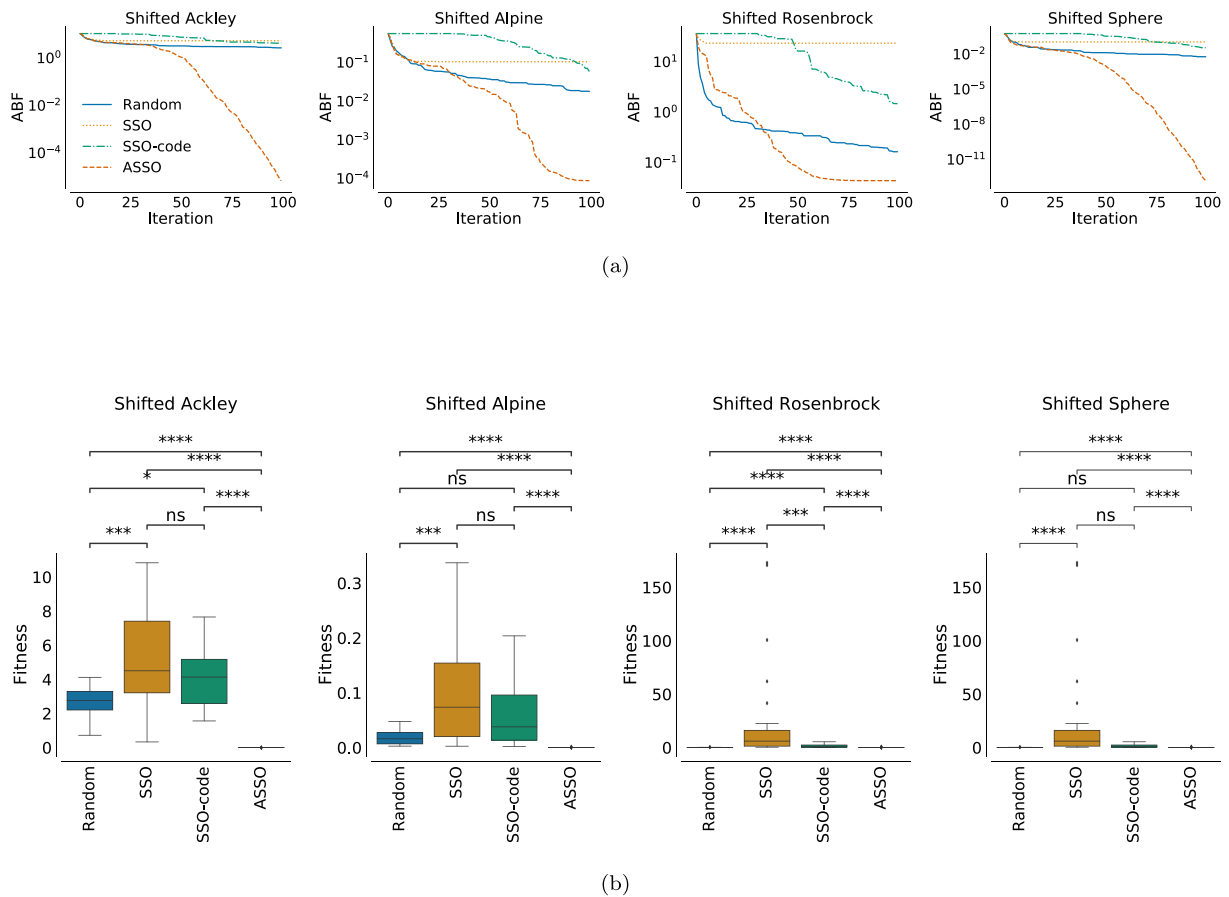 Shifted Ackley
Shifted Alpine
Shifted Rosenbrock
Shifted Sphere
ABF
10^0
10^−2
10^−4
Random
SSO
SSO-code
ASSO
0 25 50 75 100
Iteration
ABF
10^−1
10^−2
10^−3
10^−4
0 25 50 75 100
Iteration
ABF
10^1
10^0
10^−1
0 25 50 75 100
Iteration
ABF
10^−2
10^−5
10^−8
10^−11
0 25 50 75 100
Iteration
(a)
Shifted Ackley
****
****
*
****
ns
***
Fitness
10
8
6
4
2
0
Random
SSO
SSO-code
ASSO
Shifted Alpine
****
****
ns
****
ns
***
Fitness
0.3
0.2
0.1
0.0
Random
SSO
SSO-code
ASSO
Shifted Rosenbrock
****
****
****
****
***
****
Fitness
150
100
50
0
Random
SSO
SSO-code
ASSO
Shifted Sphere
****
****
ns
****
ns
****
Fitness
150
100
50
0
Random
SSO
SSO-code
ASSO
(b)